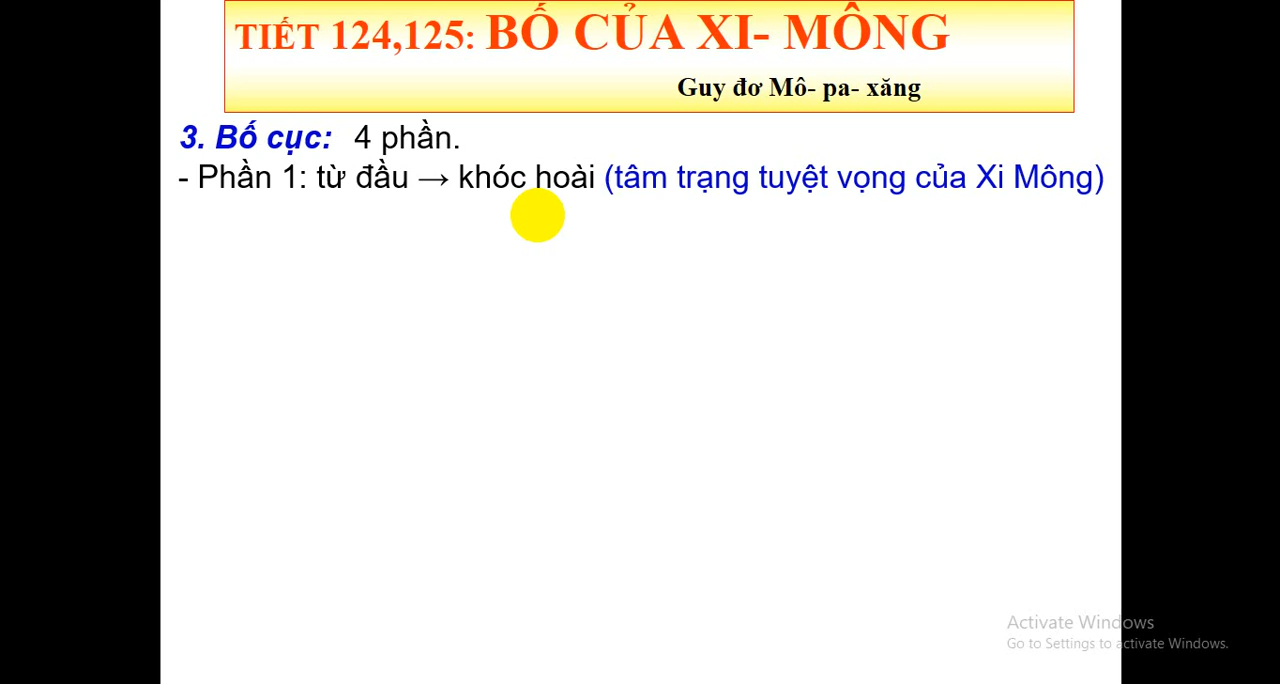 TIẾT 124,125: BỐ CỦA XI- MÔNG
Guy đơ Mô- pa- xăng
3. Bố cục: 4 phần.
- Phần 1: từ đầu → khóc hoài (tâm trạng tuyệt vọng của Xi Mông)
Activate Windows
Go to Settings to activate Windows.